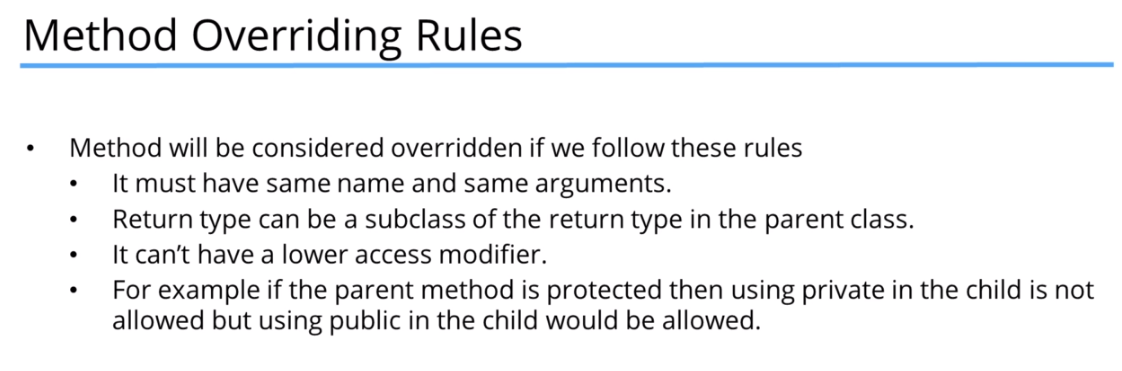 Method Overriding Rules
• Method will be considered overridden if we follow these rules
• It must have same name and same arguments.
• Return type can be a subclass of the return type in the parent class.
• It can’t have a lower access modifier.
• For example if the parent method is protected then using private in the child is not
allowed but using public in the child would be allowed.